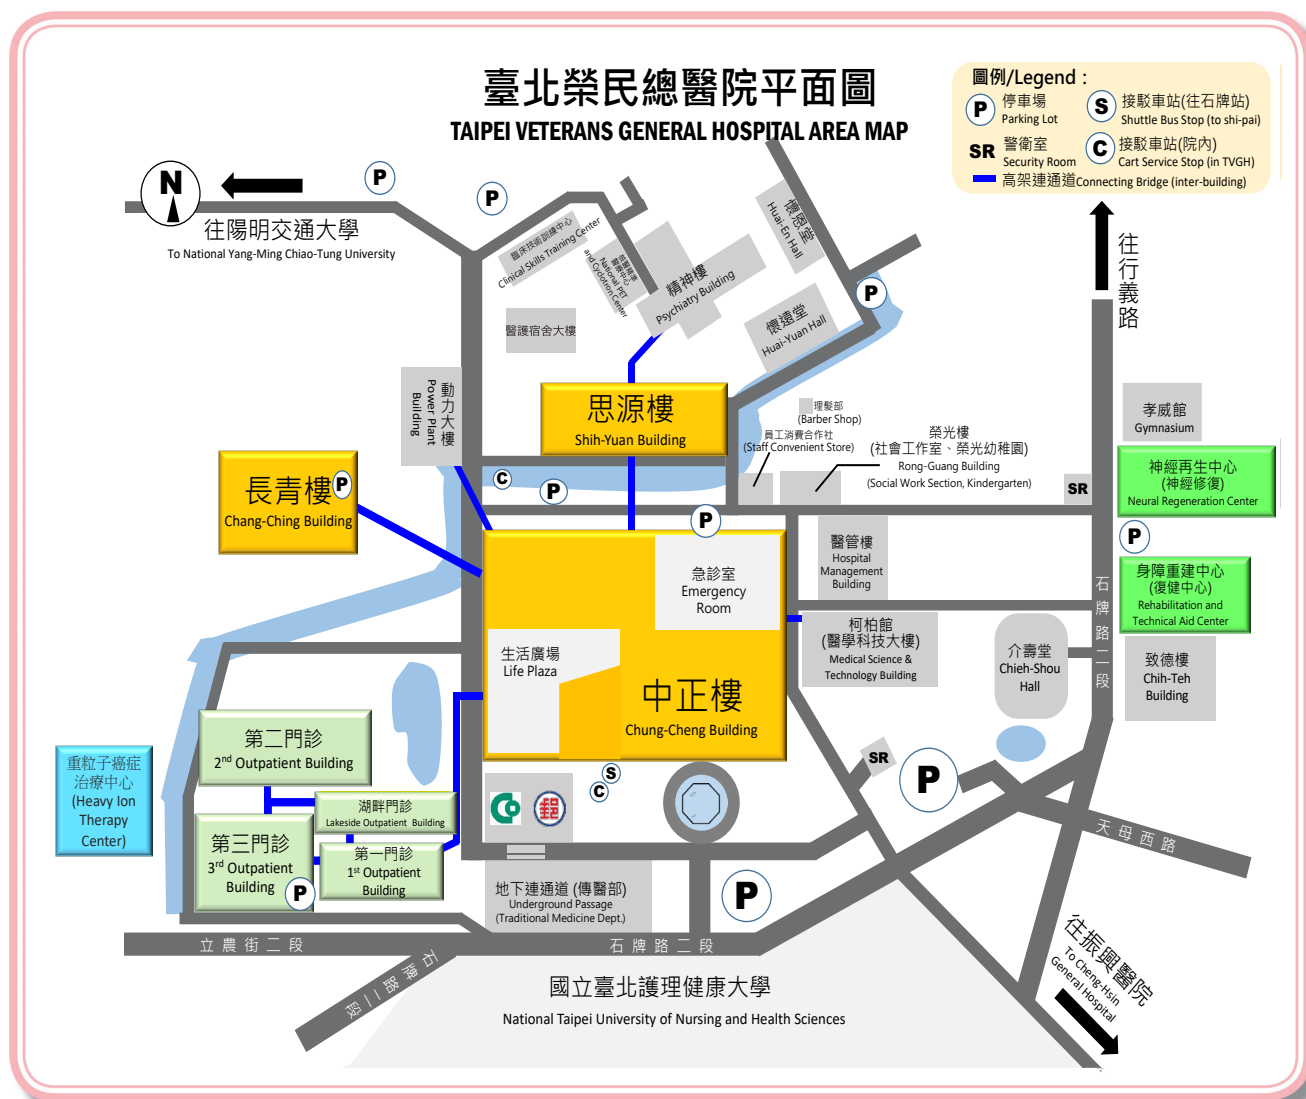 臺北榮民總醫院平面圖
TAIPEI VETERANS GENERAL HOSPITAL AREA MAP
圖例/Legend：
P
停車場
Parking Lot
S
接駁車站(往石牌站)
Shuttle Bus Stop (to shi-pai)
SR
警衛室
Security Room
C
接駁車站(院內)
Cart Service Stop (in TVGH)
高架連通道Connecting Bridge (inter-building)
N
往陽明交通大學
To National Yang-Ming Chiao-Tung University
P
P
臨床技術訓練中心
Clinical Skills Training Center
National PET
and Cyclotron Center
精神樓
Psychiatry Building
懷恩堂
Huai-En Hall
懷遠堂
Huai-Yuan Hall
P
往行義路
醫護宿舍大樓
動力大樓
Power Plant
Building
思源樓
Shih-Yuan Building
理髮部
(Barber Shop)
員工消費合作社
(Staff Convenient Store)
榮光樓
(社會工作室、榮光幼稚園)
Rong-Guang Building
(Social Work Section, Kindergarten)
孝威館
Gymnasium
神經再生中心
(神經修復)
Neural Regeneration Center
SR
長青樓
P
Chang-Ching Building
C
P
P
P
急診室
Emergency
Room
醫管樓
Hospital
Management
Building
身障重建中心
(復健中心)
Rehabilitation and
Technical Aid Center
石牌路二段
柯柏館
(醫學科技大樓)
Medical Science &
Technology Building
介壽堂
Chieh-Shou
Hall
致德樓
Chih-Teh
Building
生活廣場
Life Plaza
中正樓
Chung-Cheng Building
第二門診
2nd Outpatient Building
重粒子癌症
治療中心
(Heavy Ion
Therapy
Center)
湖畔門診
Lakeside Outpatient Building
第三門診
3rd Outpatient
Building
P
第一門診
1st Outpatient
Building
S
C
郵
SR
P
天母西路
地下連通道 (傳醫部)
Underground Passage
(Traditional Medicine Dept.)
P
立農街二段
石牌路二段
石牌路二段
往振興醫院
To Cheng-Hsin
General Hospital
國立臺北護理健康大學
National Taipei University of Nursing and Health Sciences